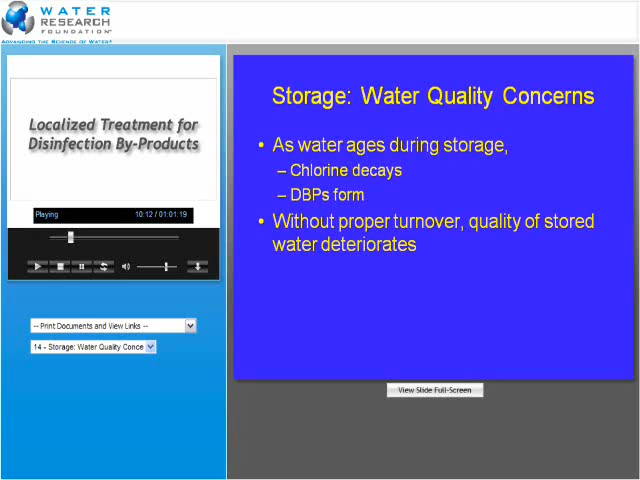 WATER
RESEARCH
FOUNDATION
ADVANCING THE SCIENCE OF WATER®
Localized Treatment for
Disinfection By-Products
Playing 10:12 / 01:01:19
-- Print Documents and View Links --
14 - Storage: Water Quality Conce
Storage: Water Quality Concerns
• As water ages during storage,
– Chlorine decays
– DBPs form
• Without proper turnover, quality of stored
water deteriorates
View Slide Full-Screen